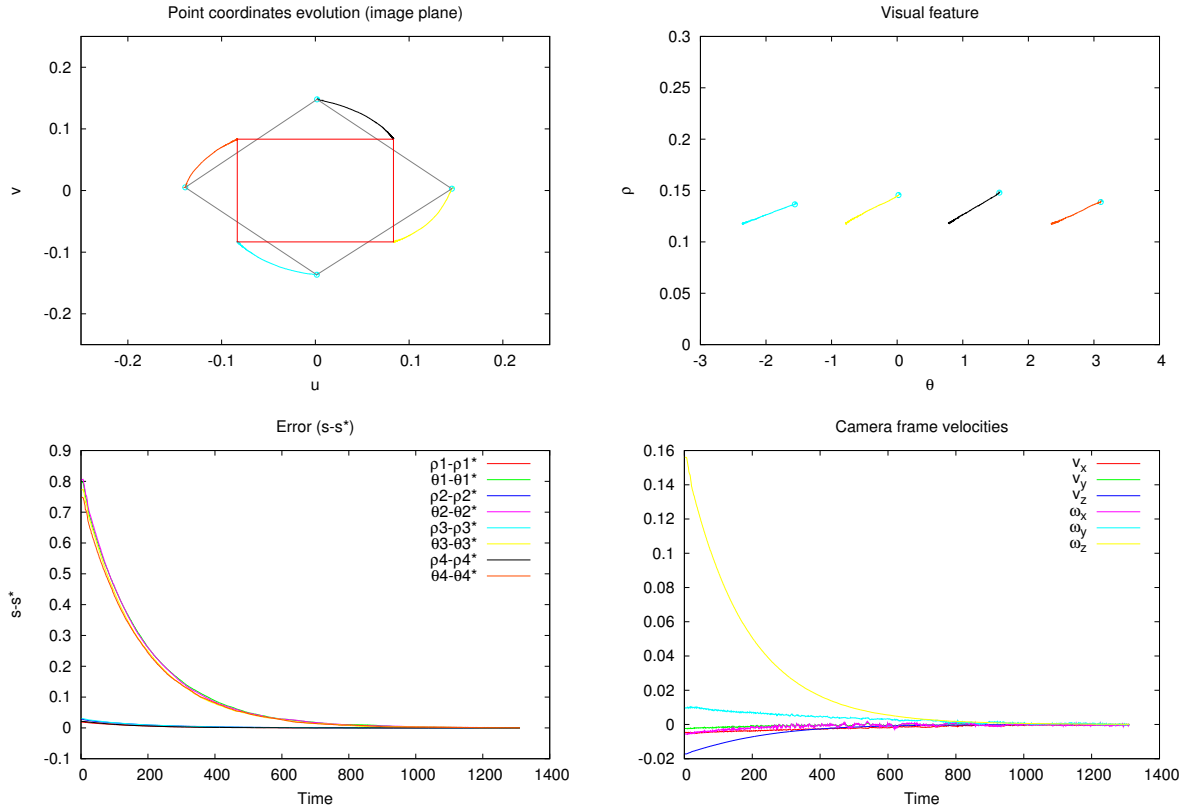 Point coordinates evolution (image plane)
v
0.2
0.1
0
-0.1
-0.2
-0.2
-0.1
0
0.1
0.2
u
Visual feature
ρ
0.3
0.25
0.2
0.15
0.1
0.05
0
-3
-2
-1
0
1
2
3
4
θ
Error (s-s*)
s-s*
0.9
0.8
0.7
0.6
0.5
0.4
0.3
0.2
0.1
0
-0.1
ρ1-ρ1*
θ1-θ1*
ρ2-ρ2*
θ2-θ2*
ρ3-ρ3*
θ3-θ3*
ρ4-ρ4*
θ4-θ4*
0
200
400
600
800
1000
1200
1400
Time
Camera frame velocities
0.16
0.14
0.12
0.1
0.08
0.06
0.04
0.02
0
-0.02
v_x
v_y
v_z
ω_x
ω_y
ω_z
0
200
400
600
800
1000
1200
1400
Time